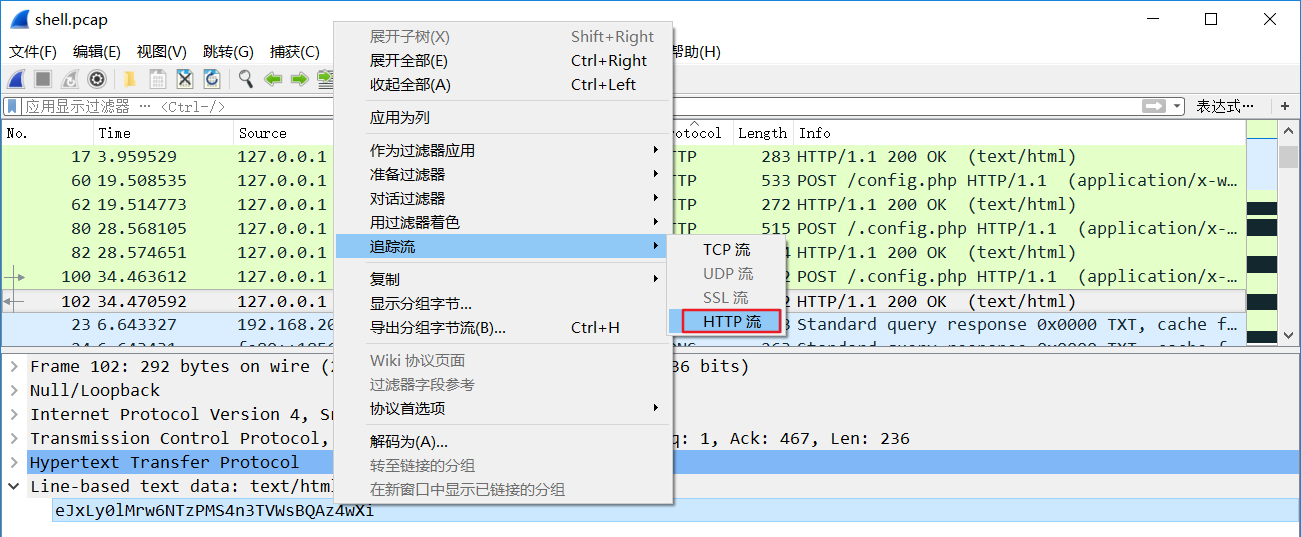 shell.pcap
文件(F) 编辑(E) 视图(V) 跳转(G) 捕获(C) 帮助(H)
应用显示过滤器 … <Ctrl-/> 表达式… +
No. Time Source Protocol Length Info
17 3.959529 127.0.0.1 TTP 283 HTTP/1.1 200 OK (text/html)
60 19.508535 127.0.0.1 TTP 533 POST /config.php HTTP/1.1 (application/x-w…
62 19.514773 127.0.0.1 TTP 272 HTTP/1.1 200 OK (text/html)
80 28.568105 127.0.0.1 TTP 515 POST /.config.php HTTP/1.1 (application/x-…
82 28.574651 127.0.0.1 4 HTTP/1.1 200 OK (text/html)
100 34.463612 127.0.0.1 2 POST /.config.php HTTP/1.1 (application/x-…
102 34.470592 127.0.0.1 2 HTTP/1.1 200 OK (text/html)
23 6.643327 192.168.20 3 Standard query response 0x0000 TXT, cache f…
展开子树(X) Shift+Right
展开全部(E) Ctrl+Right
收起全部(A) Ctrl+Left
应用为列
作为过滤器应用
准备过滤器
对话过滤器
用过滤器着色
追踪流
复制
显示分组字节...
导出分组字节流(B)... Ctrl+H
Wiki 协议页面
过滤器字段参考
协议首选项
解码为(A)...
转至链接的分组
在新窗口中显示已链接的分组
TCP 流
UDP 流
SSL 流
HTTP 流
Frame 102: 292 bytes on wire (2 36 bits)
Null/Loopback
Internet Protocol Version 4, S
Transmission Control Protocol, q: 1, Ack: 467, Len: 236
Hypertext Transfer Protocol
Line-based text data: text/html
eJxLy0lMrw6NTzPMS4n3TVWsBQAz4wXi